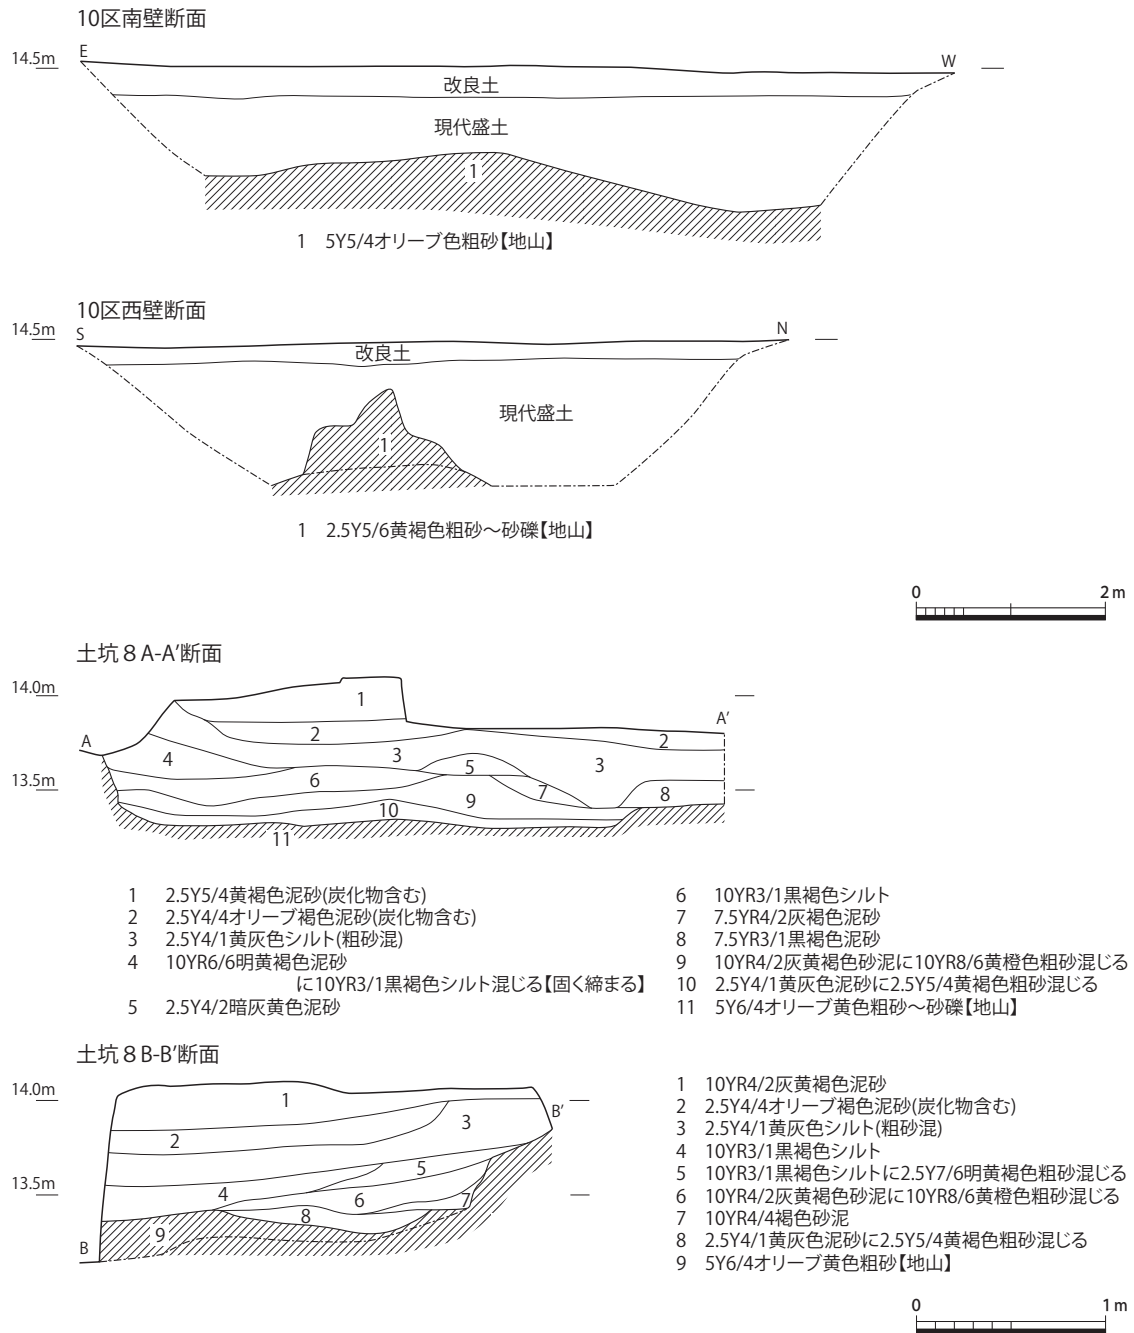 10区南壁断面
14.5m
E
W
改良土
現代盛土
1
1 5Y5/4オリーブ色粗砂【地山】
10区西壁断面
14.5m
S
N
改良土
現代盛土
1
1 2.5Y5/6黄褐色粗砂～砂礫【地山】
0 2m
土坑８A-A'断面
14.0m
1
A
A'
2
2
3
4
3
5
13.5m
6
7
8
9
10
11
1 2.5Y5/4黄褐色泥砂(炭化物含む)
2 2.5Y4/4オリーブ褐色泥砂(炭化物含む)
3 2.5Y4/1黄灰色シルト(粗砂混)
4 10YR6/6明黄褐色泥砂
に10YR3/1黒褐色シルト混じる【固く締まる】
5 2.5Y4/2暗灰黄色泥砂
6 10YR3/1黒褐色シルト
7 7.5YR4/2灰褐色泥砂
8 7.5YR3/1黒褐色泥砂
9 10YR4/2灰黄褐色砂泥に10YR8/6黄橙色粗砂混じる
10 2.5Y4/1黄灰色泥砂に2.5Y5/4黄褐色粗砂混じる
11 5Y6/4オリーブ黄色粗砂～砂礫【地山】
土坑８B-B'断面
14.0m
1
B'
2
3
5
13.5m
4
6
7
8
9
B
1 10YR4/2灰黄褐色泥砂
2 2.5Y4/4オリーブ褐色泥砂(炭化物含む)
3 2.5Y4/1黄灰色シルト(粗砂混)
4 10YR3/1黒褐色シルト
5 10YR3/1黒褐色シルトに2.5Y7/6明黄褐色粗砂混じる
6 10YR4/2灰黄褐色砂泥に10YR8/6黄橙色粗砂混じる
7 10YR4/4褐色砂泥
8 2.5Y4/1黄灰色泥砂に2.5Y5/4黄褐色粗砂混じる
9 5Y6/4オリーブ黄色粗砂【地山】
0 1m